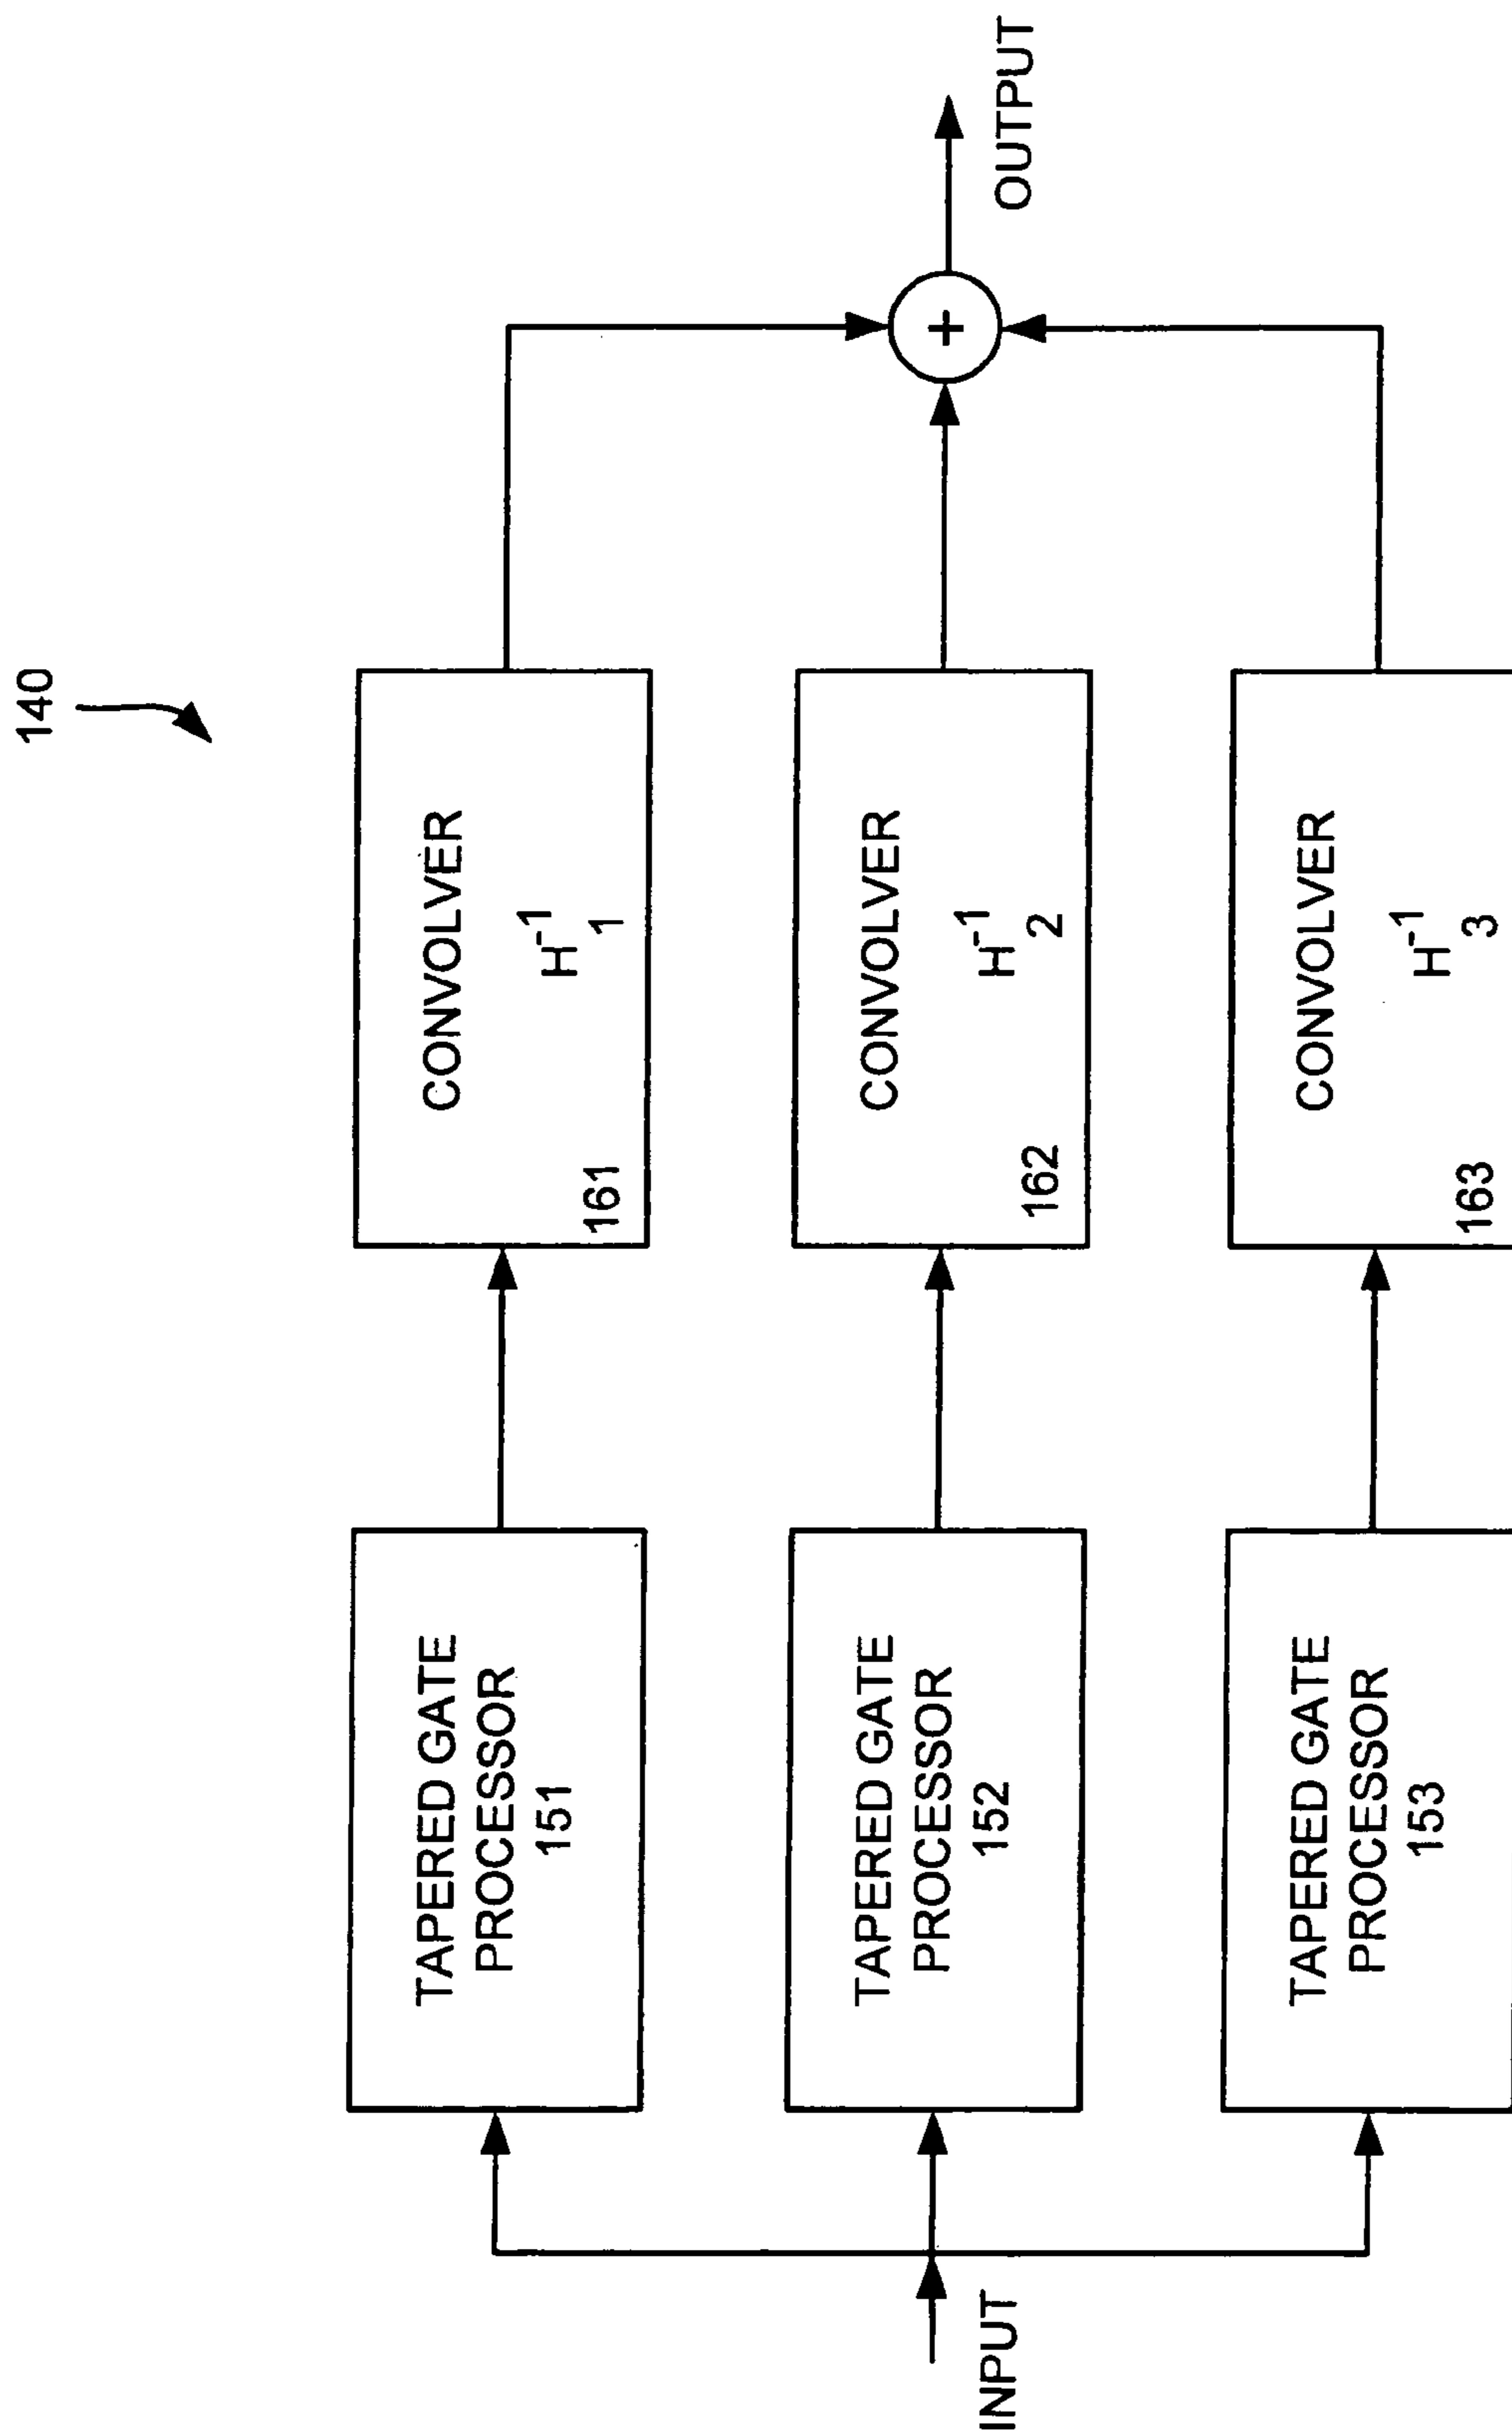 140
INPUT
TAPERED GATE
PROCESSOR
151
CONVOLVER
H⁻¹
1
161
TAPERED GATE
PROCESSOR
152
CONVOLVER
H⁻¹
2
162
TAPERED GATE
PROCESSOR
153
CONVOLVER
H⁻¹
3
163
+
OUTPUT